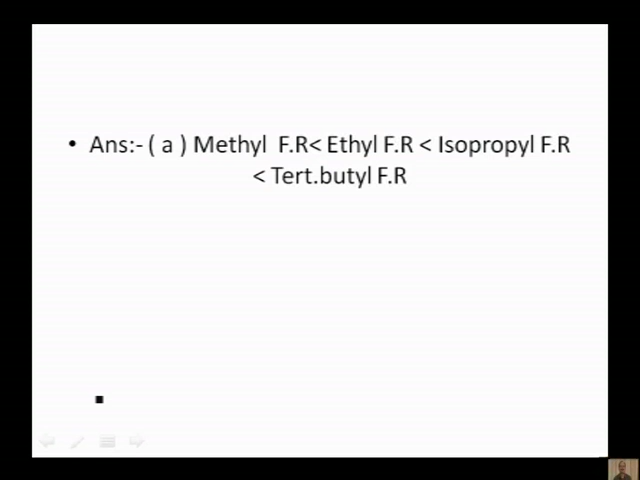 • Ans:- ( a ) Methyl F.R< Ethyl F.R < Isopropyl F.R
< Tert.butyl F.R